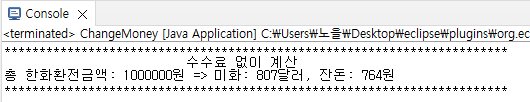 Console
<terminated> ChangeMoney [Java Application] C:\Users\노을\Desktop\eclipse\plugins\org.ec
************************************************************************
수수료 없이 계산
총 한화환전금액: 1000000원 => 미화: 807달러, 잔돈: 764원
************************************************************************